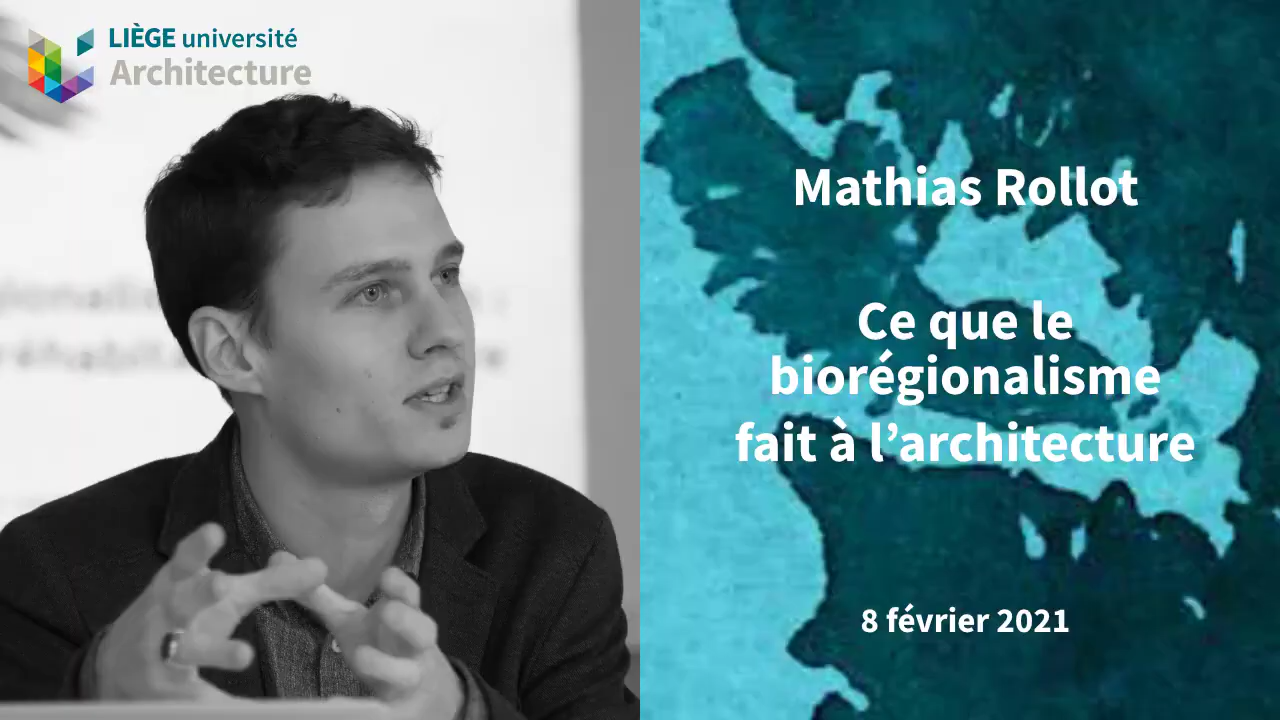 LIÈGE université
Architecture
Mathias Rollot
Ce que le
biorégionalisme
fait à l’architecture
8 février 2021